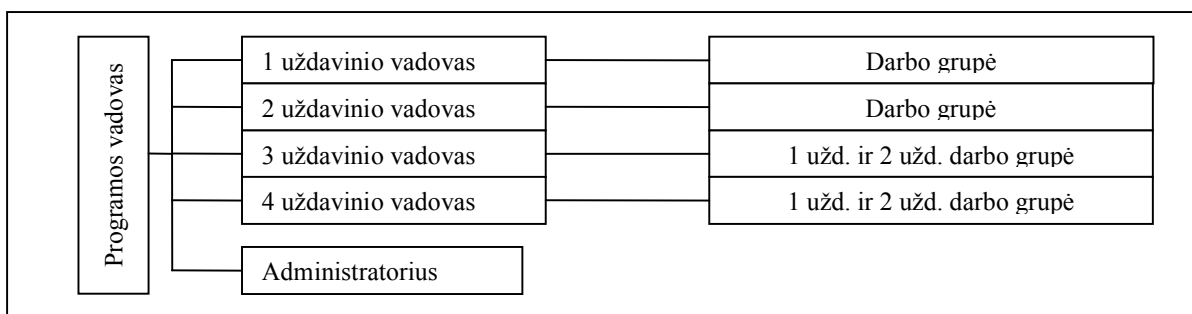 Programos vadovas
1 uždavinio vadovas
Darbo grupė
2 uždavinio vadovas
Darbo grupė
3 uždavinio vadovas
1 užd. ir 2 užd. darbo grupė
4 uždavinio vadovas
1 užd. ir 2 užd. darbo grupė
Administratorius